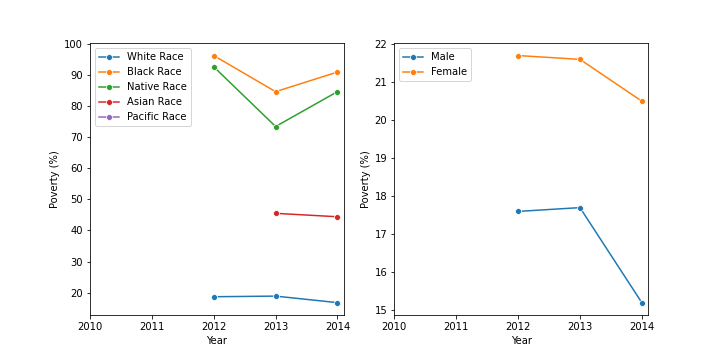 100
90
80
70
60
50
40
30
20
Poverty (%)
White Race
Black Race
Native Race
Asian Race
Pacific Race
2010 2011 2012 2013 2014
Year
22
21
20
19
18
17
16
15
Poverty (%)
Male
Female
2010 2011 2012 2013 2014
Year